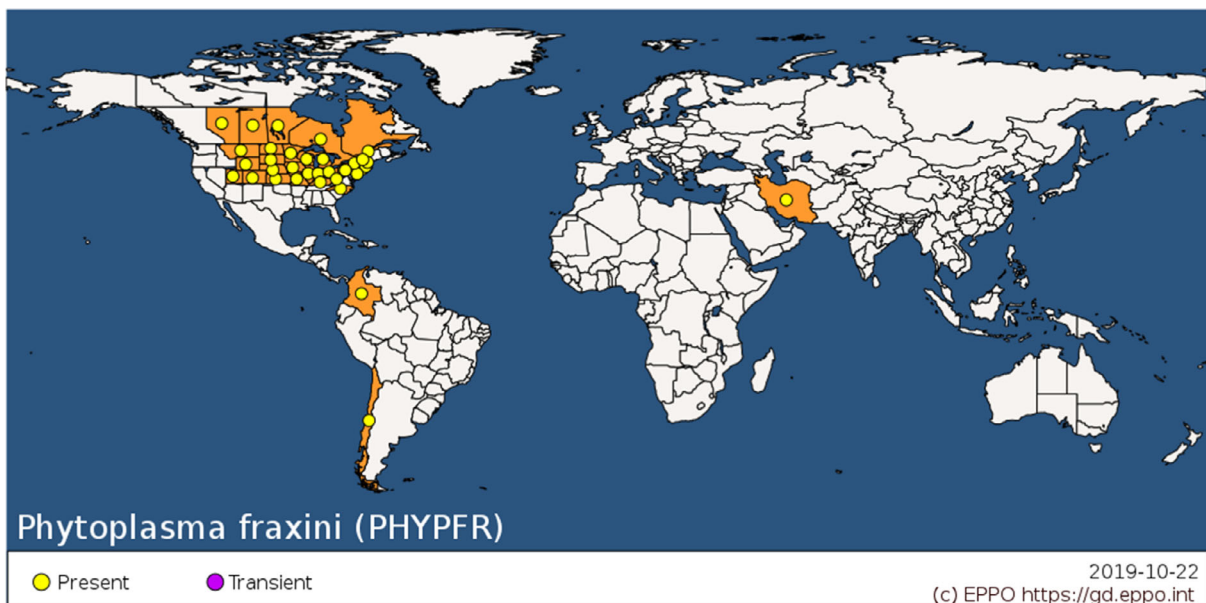 Phytoplasma fraxini (PHYPFR)
Present
Transient
2019-10-22
(c) EPPO https://gd.eppo.int